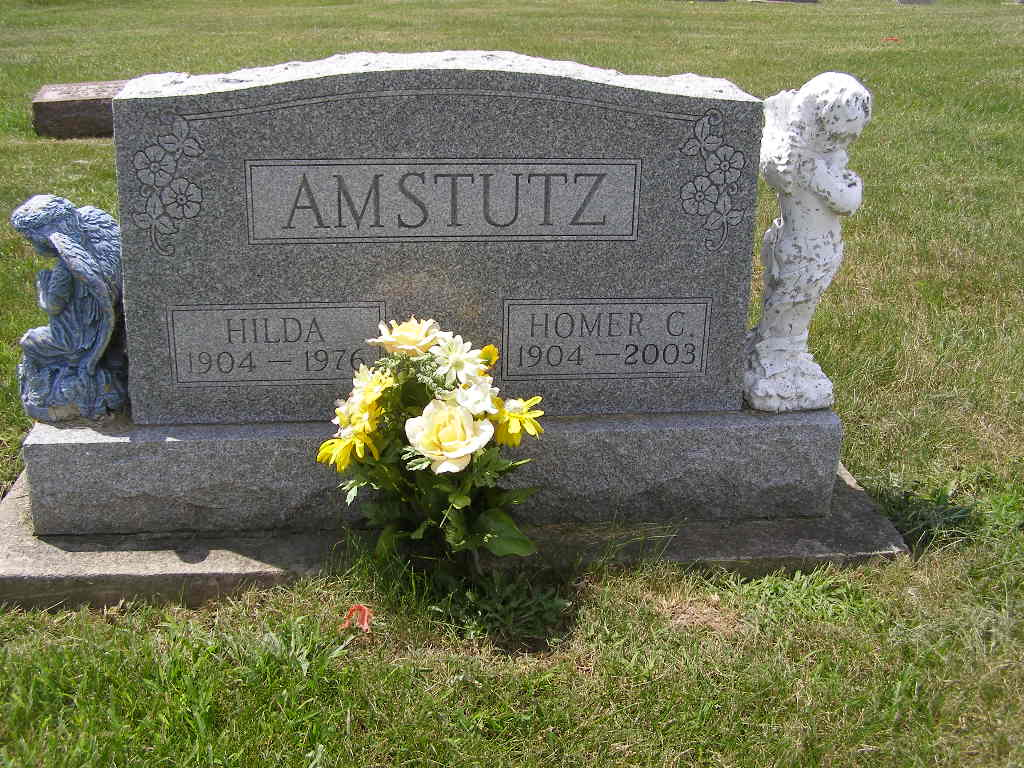 AMSTUTZ
HILDA
1904 — 1976
HOMER C.
1904 — 2003